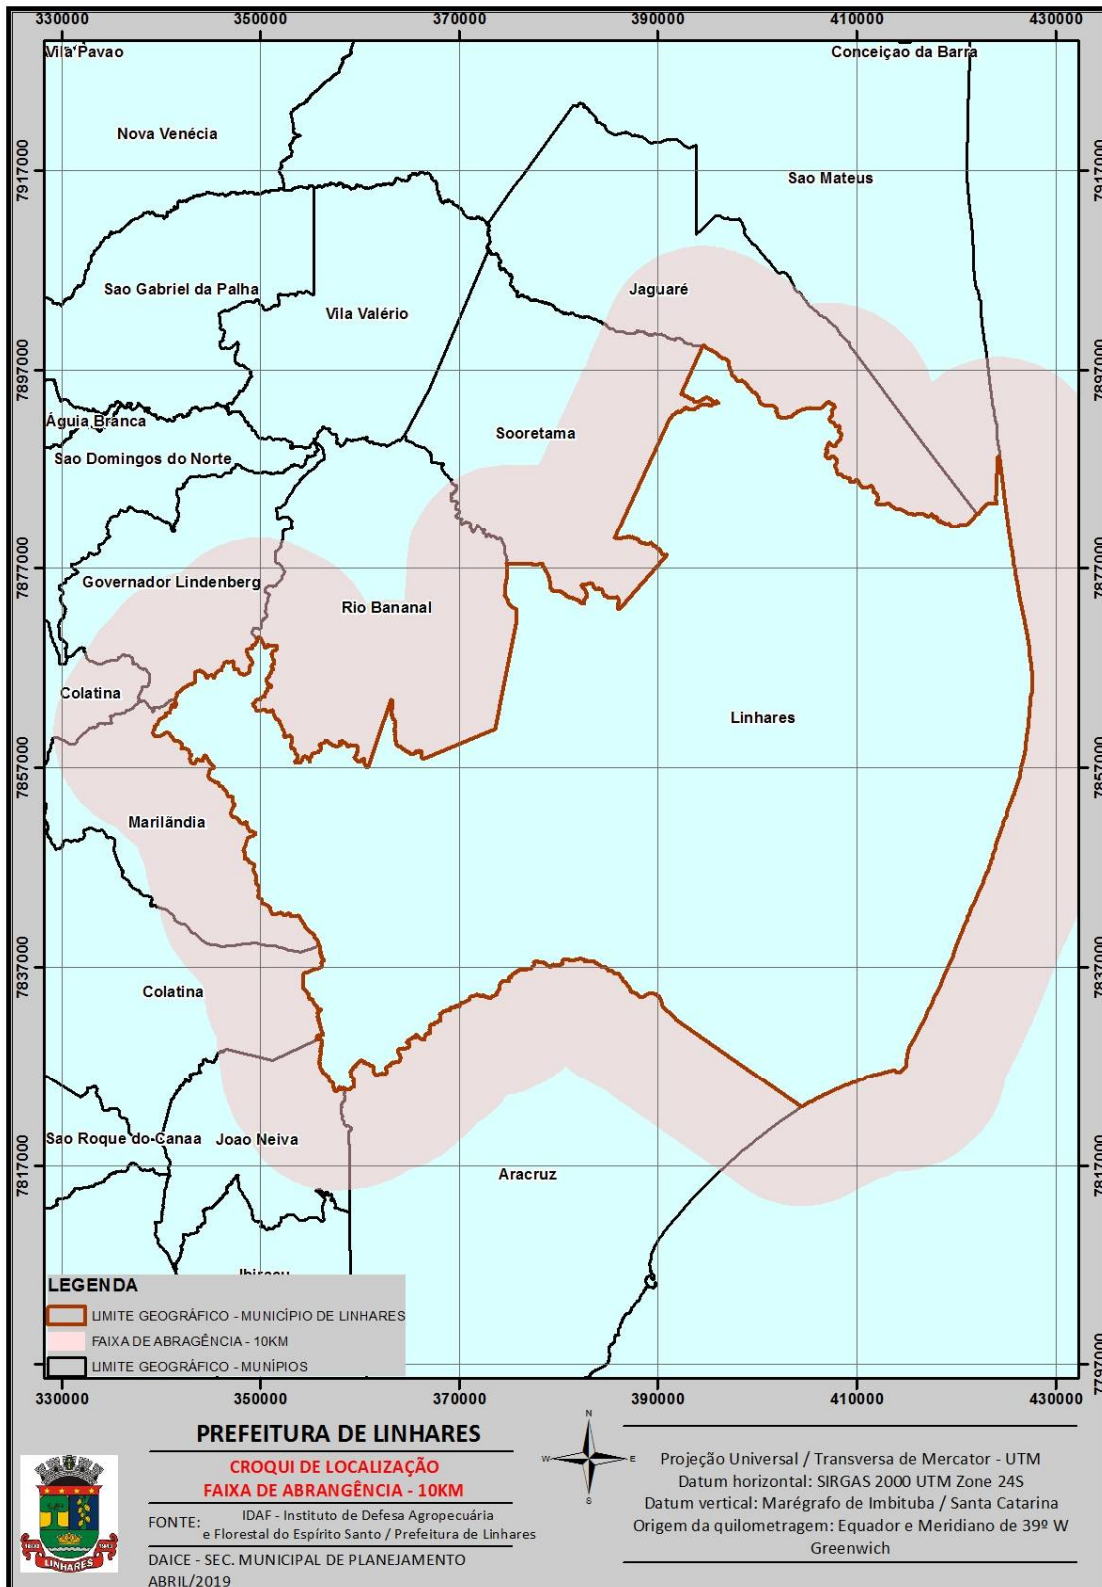 330000 350000 370000 390000 410000 430000
Vila Pavao
Conceiçao da Barra
Nova Venécia
7917000
7917000
Sao Mateus
Sao Gabriel da Palha
Jaguaré
Vila Valério
7897000
7897000
Águia Branca
Sooretama
Sao Domingos do Norte
7877000
7877000
Governador Lindenberg
Rio Bananal
Colatina
Linhares
7857000
7857000
Marilândia
7837000
7837000
Colatina
Sao Roque do Canaa
Joao Neiva
7817000
7817000
Aracruz
LEGENDA
LIMITE GEOGRÁFICO - MUNICÍPIO DE LINHARES
FAIXA DE ABRAGÊNCIA - 10KM
LIMITE GEOGRÁFICO - MUNÍPIOS
7797000
330000 350000 370000 390000 410000 430000
PREFEITURA DE LINHARES
CROQUI DE LOCALIZAÇÃO
FAIXA DE ABRANGÊNCIA - 10KM
FONTE:
IDAF - Instituto de Defesa Agropecuária
e Florestal do Espírito Santo / Prefeitura de Linhares
DAICE - SEC. MUNICIPAL DE PLANEJAMENTO
ABRIL/2019
LINHARES
N
W E
S
Projeção Universal / Transversa de Mercator - UTM
Datum horizontal: SIRGAS 2000 UTM Zone 24S
Datum vertical: Marégrafo de Imbituba / Santa Catarina
Origem da quilometragem: Equador e Meridiano de 39º W
Greenwich